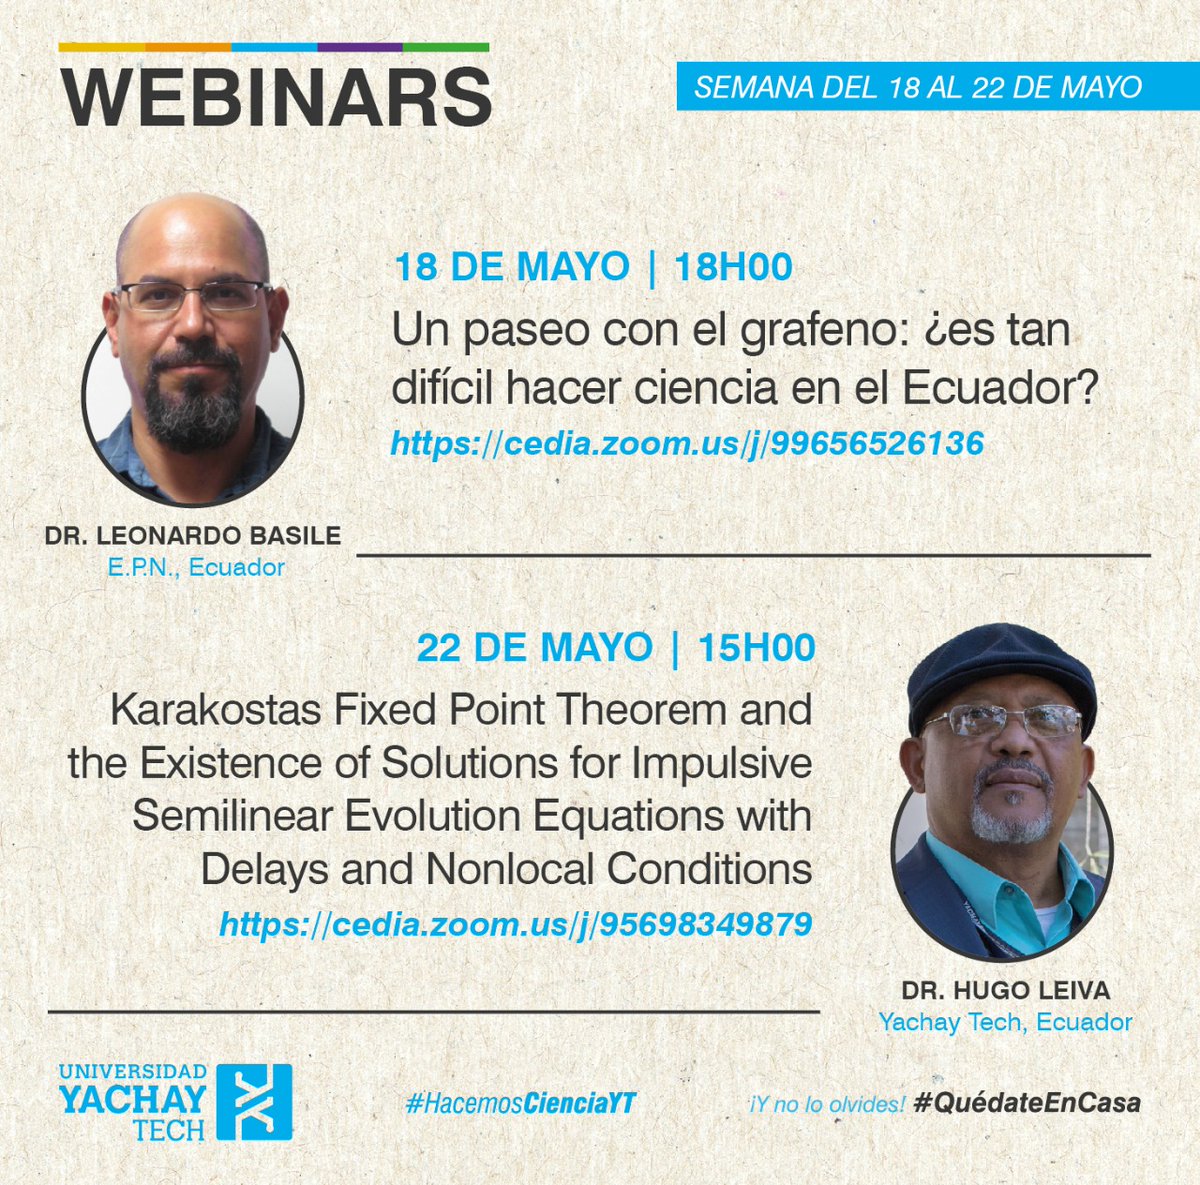 WEBINARS
SEMANA DEL 18 AL 22 DE MAYO
18 DE MAYO | 18H00
Un paseo con el grafeno: ¿es tan
difícil hacer ciencia en el Ecuador?
https://cedia.zoom.us/j/99656526136
DR. LEONARDO BASILE
E.P.N., Ecuador
22 DE MAYO | 15H00
Karakostas Fixed Point Theorem and
the Existence of Solutions for Impulsive
Semilinear Evolution Equations with
Delays and Nonlocal Conditions
https://cedia.zoom.us/j/95698349879
DR. HUGO LEIVA
Yachay Tech, Ecuador
UNIVERSIDAD
YACHAY
TECH
#HacemosCienciaYT
¡Y no lo olvides! #QuédateEnCasa